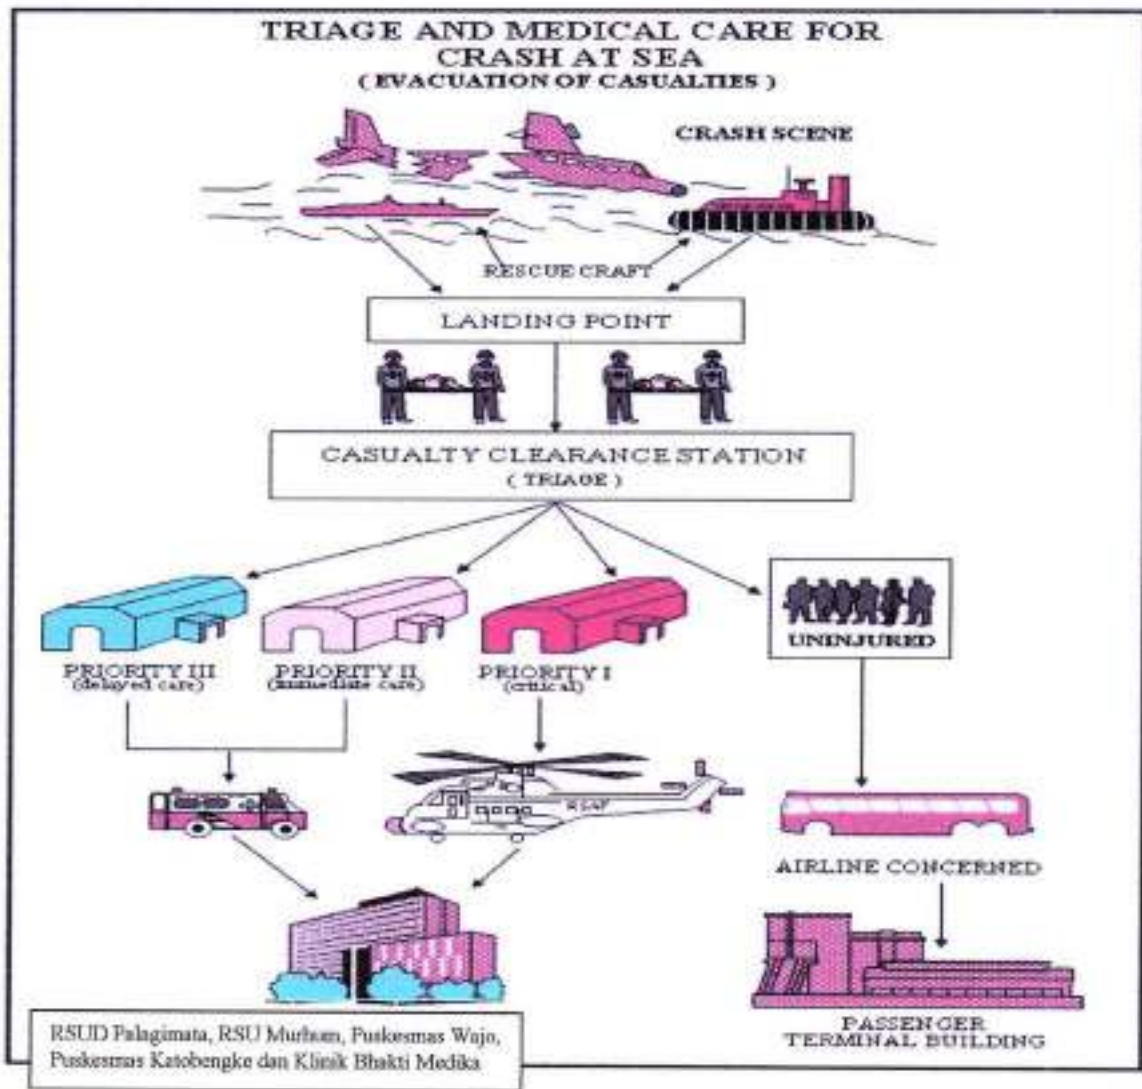 TRIAGE AND MEDICAL CARE FOR
CRASH AT SEA
( EVACUATION OF CASUALTIES )
CRASH SCENE
RESCUE CRAFT
LANDING POINT
CASUALTY CLEARANCE STATION
( TRIAGE )
UNINJURED
PRIORITY III
(delayed care)
PRIORITY II
(immediate care)
PRIORITY I
(critical)
RSAF
AIRLINE CONCERNED
PASSENGER
TERMINAL BUILDING
RSUD Palagimata, RSU Murhum, Puskesmas Wajo,
Puskesmas Katobengke dan Klinik Bhakti Medika